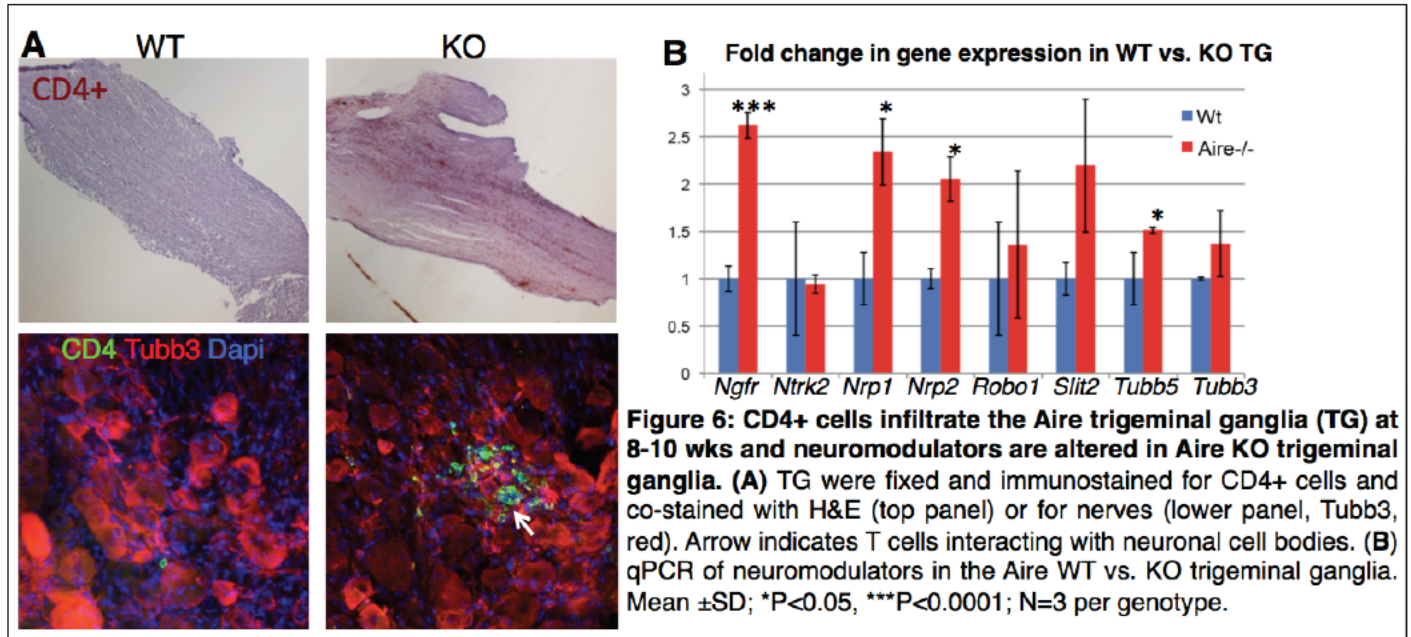 A
WT
KO
CD4+
CD4 Tubb3 Dapi
B
Fold change in gene expression in WT vs. KO TG
3
2.5
2
1.5
1
0.5
0
***
*
*
*
Wt
Aire-/-
Ngfr Ntrk2 Nrp1 Nrp2 Robo1 Slit2 Tubb5 Tubb3
Figure 6: CD4+ cells infiltrate the Aire trigeminal ganglia (TG) at
8-10 wks and neuromodulators are altered in Aire KO trigeminal
ganglia. (A) TG were fixed and immunostained for CD4+ cells and
co-stained with H&E (top panel) or for nerves (lower panel, Tubb3,
red). Arrow indicates T cells interacting with neuronal cell bodies. (B)
qPCR of neuromodulators in the Aire WT vs. KO trigeminal ganglia.
Mean ±SD; *P<0.05, ***P<0.0001; N=3 per genotype.